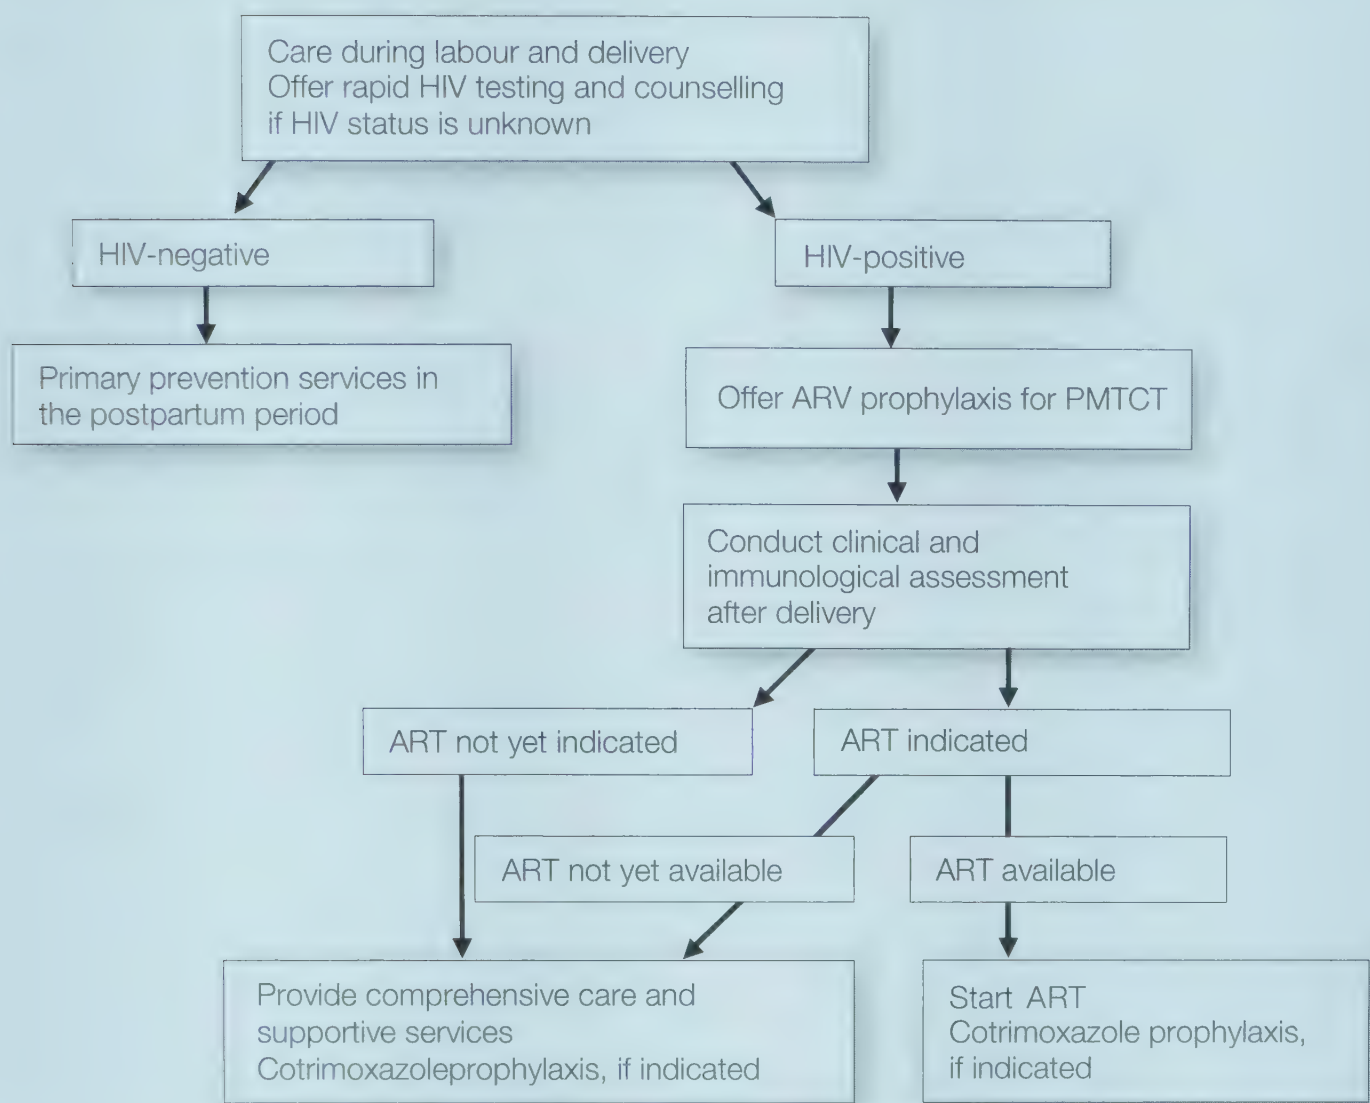 Care during labour and delivery
Offer rapid HIV testing and counselling
if HIV status is unknown
HIV-negative
HIV-positive
Primary prevention services in
the postpartum period
Offer ARV prophylaxis for PMTCT
Conduct clinical and
immunological assessment
after delivery
ART not yet indicated
ART indicated
ART not yet available
ART available
Provide comprehensive care and
supportive services
Cotrimoxazoleprophylaxis, if indicated
Start ART
Cotrimoxazole prophylaxis,
if indicated